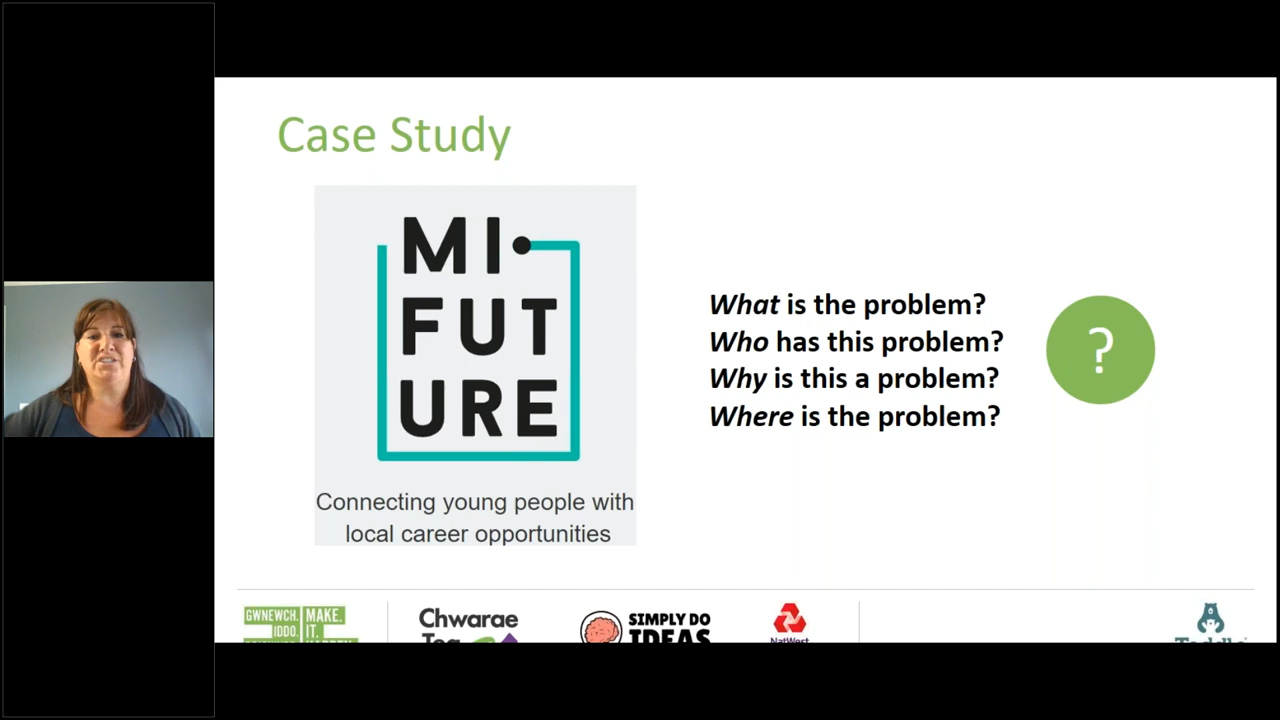 Case Study
MI
FUT
URE
Connecting young people with
local career opportunities
What is the problem?
Who has this problem?
Why is this a problem?
Where is the problem?
?
GWNEWCH. MAKE.
IDDO. IT.
Chwarae
Teg
SIMPLY DO
IDEAS
NatWest